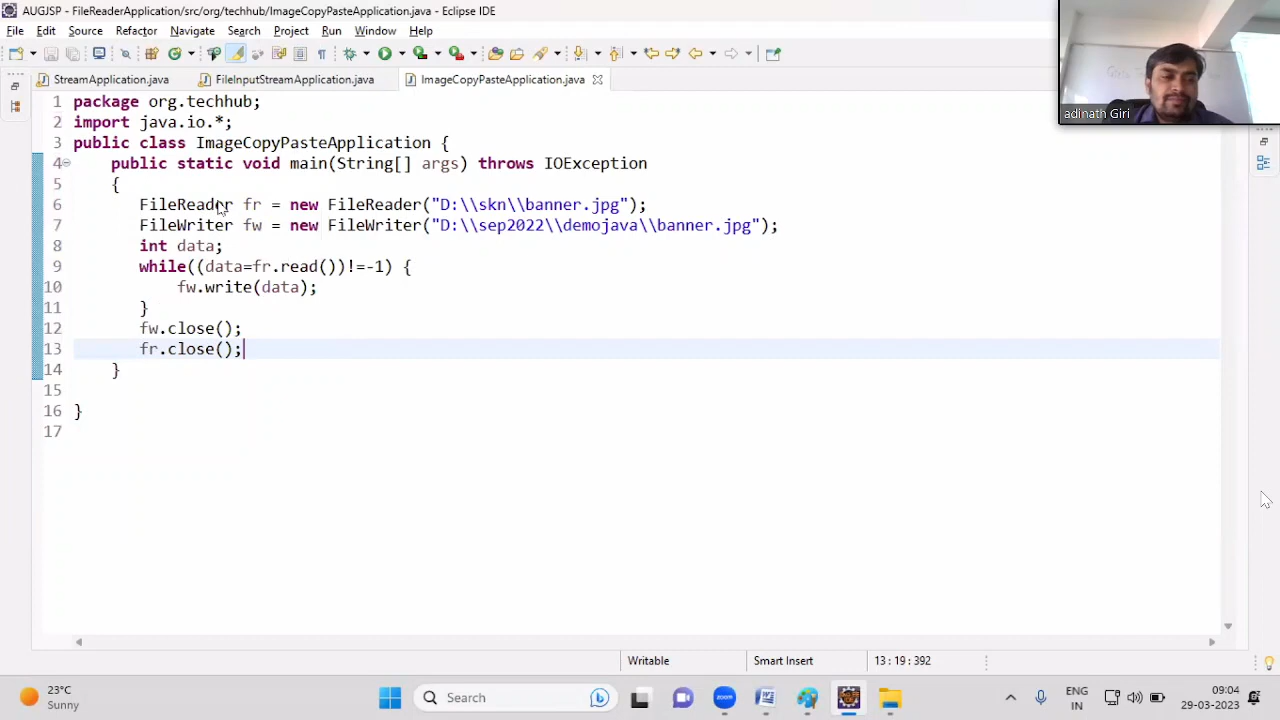 AUGJSP - FileReaderApplication/src/org/techhub/ImageCopyPasteApplication.java - Eclipse IDE
File Edit Source Refactor Navigate Search Project Run Window Help
StreamApplication.java FileInputStreamApplication.java ImageCopyPasteApplication.java
adinath Giri
1 package org.techhub;
2 import java.io.*;
3 public class ImageCopyPasteApplication {
4 public static void main(String[] args) throws IOException
5 {
6 FileReader fr = new FileReader("D:\\skn\\banner.jpg");
7 FileWriter fw = new FileWriter("D:\\sep2022\\demojava\\banner.jpg");
8 int data;
9 while((data=fr.read())!=-1) {
10 fw.write(data);
11 }
12 fw.close();
13 fr.close();
14 }
15
16 }
17
Writable Smart Insert 13 : 19 : 392
23°C
Sunny
Search
zoom
ENG
IN
09:04
29-03-2023